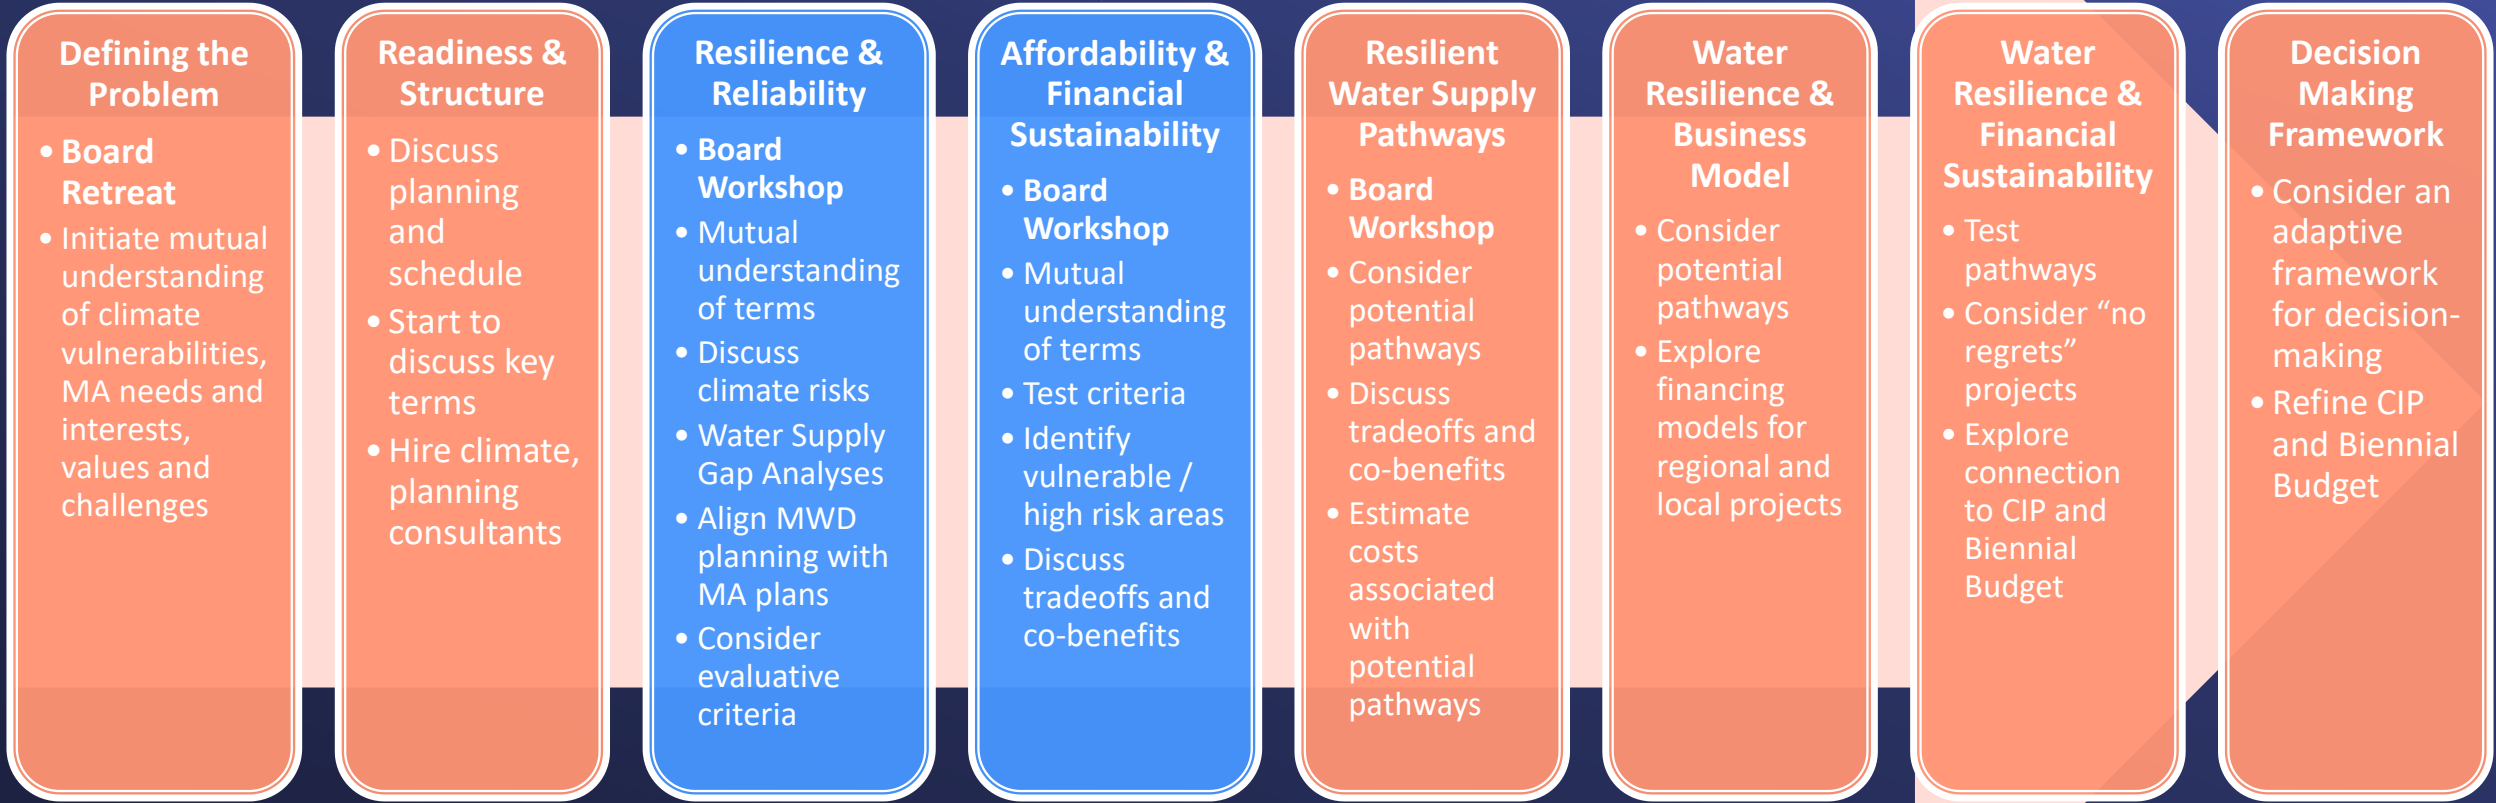 Defining the
Problem
• Board
Retreat
• Initiate mutual
understanding
of climate
vulnerabilities,
MA needs and
interests,
values and
challenges
Readiness &
Structure
• Discuss
planning
and
schedule
• Start to
discuss key
terms
• Hire climate,
planning
consultants
Resilience &
Reliability
• Board
Workshop
• Mutual
understanding
of terms
• Discuss
climate risks
• Water Supply
Gap Analyses
• Align MWD
planning with
MA plans
• Consider
evaluative
criteria
Affordability &
Financial
Sustainability
• Board
Workshop
• Mutual
understanding
of terms
• Test criteria
• Identify
vulnerable /
high risk areas
• Discuss
tradeoffs and
co-benefits
Resilient
Water Supply
Pathways
• Board
Workshop
• Consider
potential
pathways
• Discuss
tradeoffs and
co-benefits
• Estimate
costs
associated
with
potential
pathways
Water
Resilience &
Business
Model
• Consider
potential
pathways
• Explore
financing
models for
regional and
local projects
Water
Resilience &
Financial
Sustainability
• Test
pathways
• Consider “no
regrets”
projects
• Explore
connection
to CIP and
Biennial
Budget
Decision
Making
Framework
• Consider an
adaptive
framework
for decision-
making
• Refine CIP
and Biennial
Budget